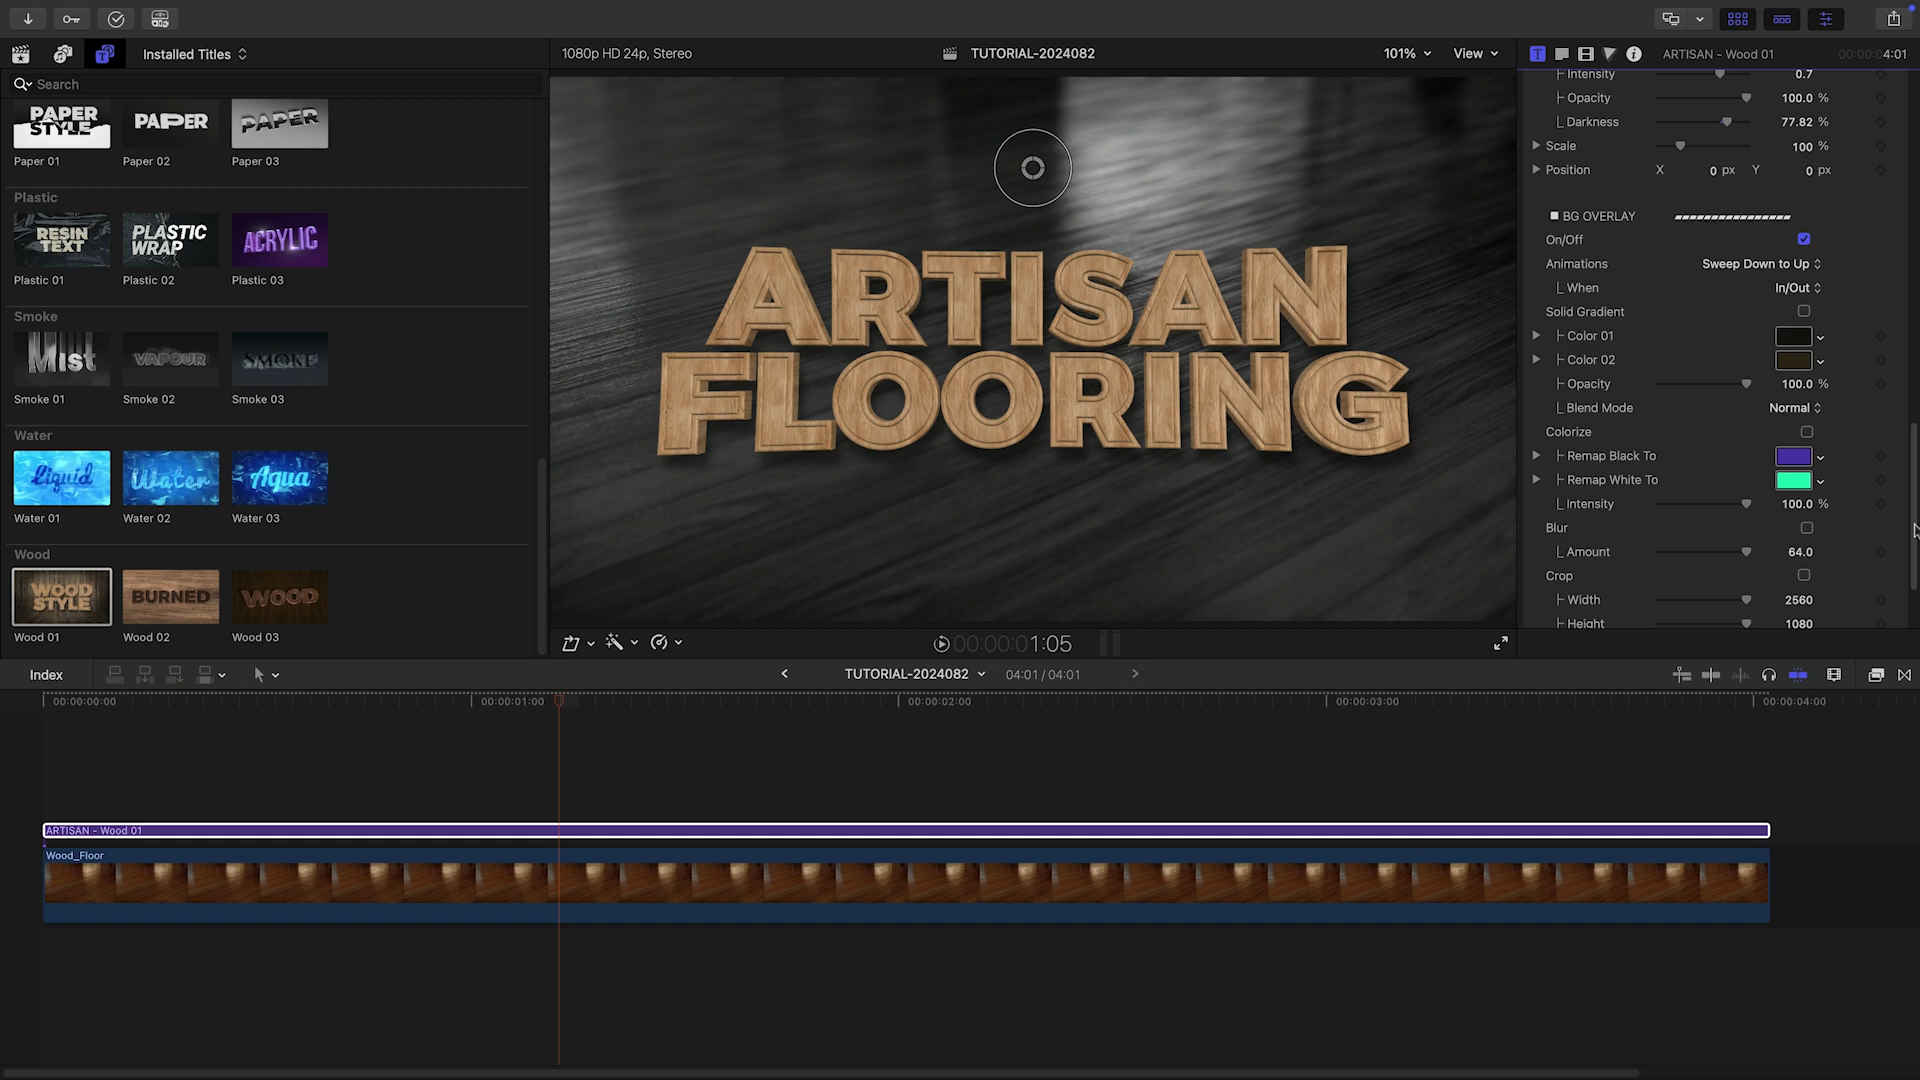 Installed Titles
1080p HD 24p, Stereo
TUTORIAL-2024082
101%
View
ARTISAN - Wood 01
00:00:04:01
Search
PAPER
STYLE
PAPER
PAPER
Paper 01
Paper 02
Paper 03
Plastic
RESIN
TEXT
PLASTIC
WRAP
ACRYLIC
Plastic 01
Plastic 02
Plastic 03
Smoke
Mist
VAPOUR
SMOKE
Smoke 01
Smoke 02
Smoke 03
Water
Liquid
Water
Aqua
Water 01
Water 02
Water 03
Wood
WOOD
STYLE
BURNED
WOOD
Wood 01
Wood 02
Wood 03
ARTISAN
FLOORING
Intensity 0.7
Opacity 100.0 %
Darkness 77.82 %
Scale 100 %
Position X 0 px Y 0 px
BG OVERLAY
On/Off
Animations Sweep Down to Up
When In/Out
Solid Gradient
Color 01
Color 02
Opacity 100.0 %
Blend Mode Normal
Colorize
Remap Black To
Remap White To
Intensity 100.0 %
Blur
Amount 64.0
Crop
Width 2560
Height 1080
00:00:01:05
Index
TUTORIAL-2024082
04:01 / 04:01
00:00:00:00
00:00:01:00
00:00:02:00
00:00:03:00
00:00:04:00
ARTISAN - Wood 01
Wood_Floor